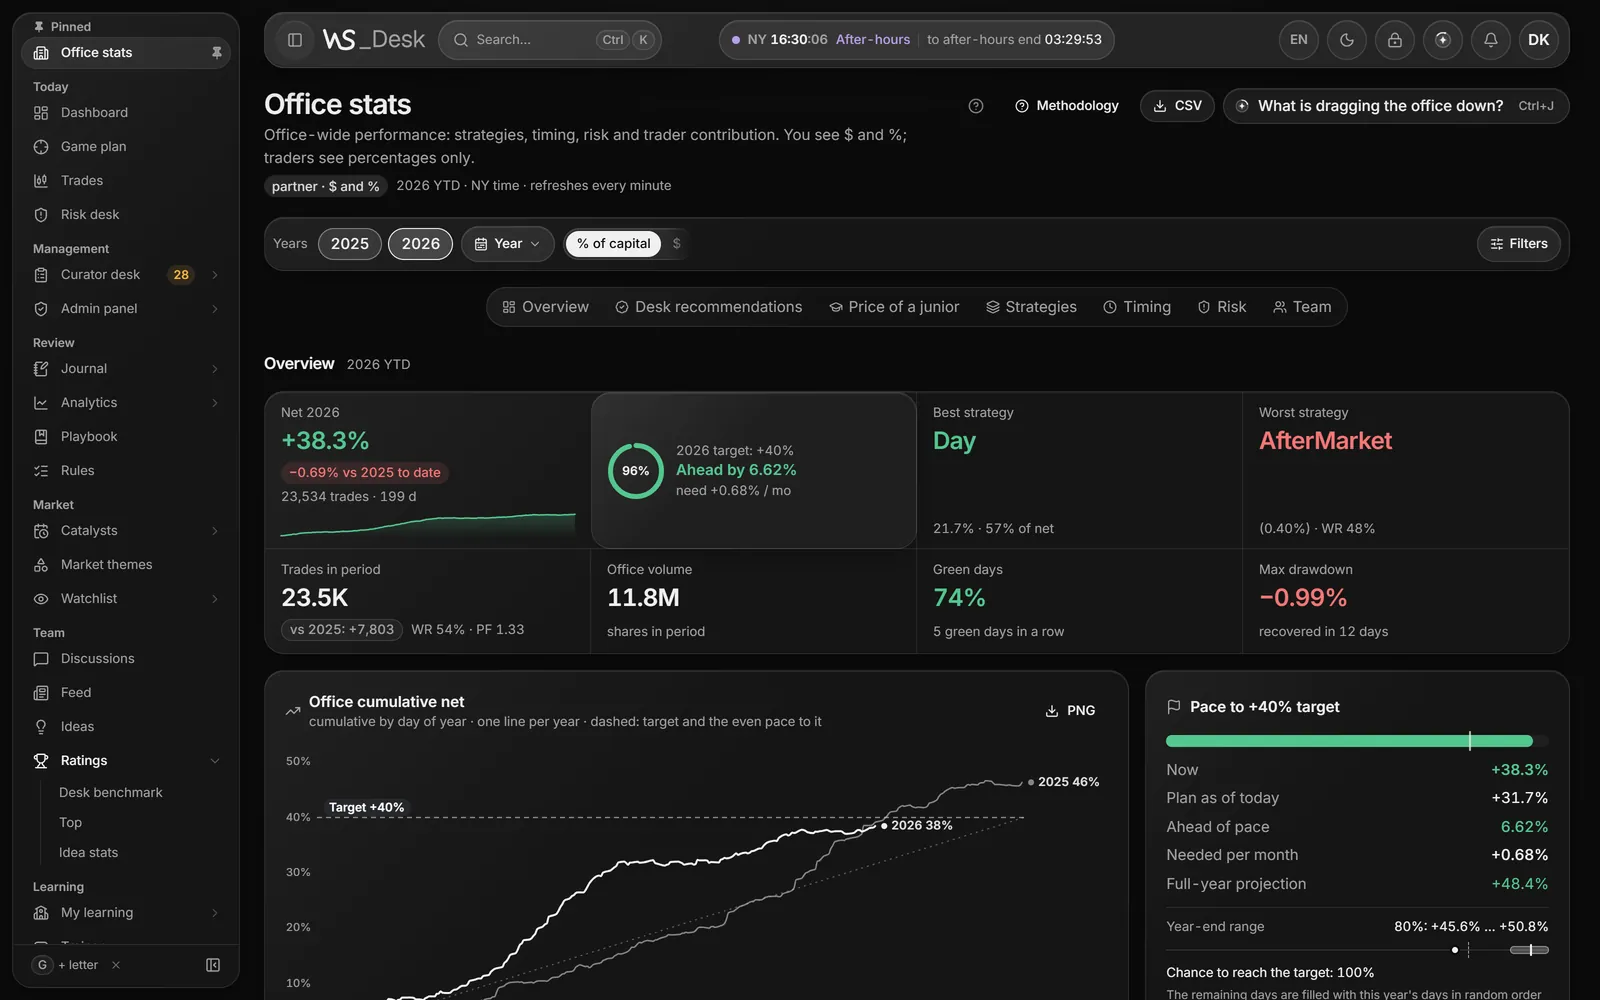 Pinned
Office stats
Today
Dashboard
Game plan
Trades
Risk desk
Management
Curator desk 28
Admin panel
Review
Journal
Analytics
Playbook
Rules
Market
Catalysts
Market themes
Watchlist
Team
Discussions
Feed
Ideas
Ratings
Desk benchmark
Top
Idea stats
Learning
My learning
G + letter ×
WS_Desk
Search... Ctrl K
NY 16:30:06 After-hours to after-hours end 03:29:53
EN
DK
Office stats
Office-wide performance: strategies, timing, risk and trader contribution. You see $ and %;
traders see percentages only.
partner · $ and % 2026 YTD · NY time · refreshes every minute
Methodology
CSV
What is dragging the office down? Ctrl+J
Years 2025 2026 Year % of capital $
Filters
Overview Desk recommendations Price of a junior Strategies Timing Risk Team
Overview 2026 YTD
Net 2026
+38.3%
−0.69% vs 2025 to date
23,534 trades · 199 d
96%
2026 target: +40%
Ahead by 6.62%
need +0.68% / mo
Best strategy
Day
21.7% · 57% of net
Worst strategy
AfterMarket
(0.40%) · WR 48%
Trades in period
23.5K
vs 2025: +7,803 WR 54% · PF 1.33
Office volume
11.8M
shares in period
Green days
74%
5 green days in a row
Max drawdown
−0.99%
recovered in 12 days
Office cumulative net
cumulative by day of year · one line per year · dashed: target and the even pace to it
PNG
50%
40%
30%
20%
10%
Target +40%
2025 46%
2026 38%
Pace to +40% target
Now +38.3%
Plan as of today +31.7%
Ahead of pace 6.62%
Needed per month +0.68%
Full-year projection +48.4%
Year-end range 80%: +45.6% ... +50.8%
Chance to reach the target: 100%
The remaining days are filled with this year's days in random order